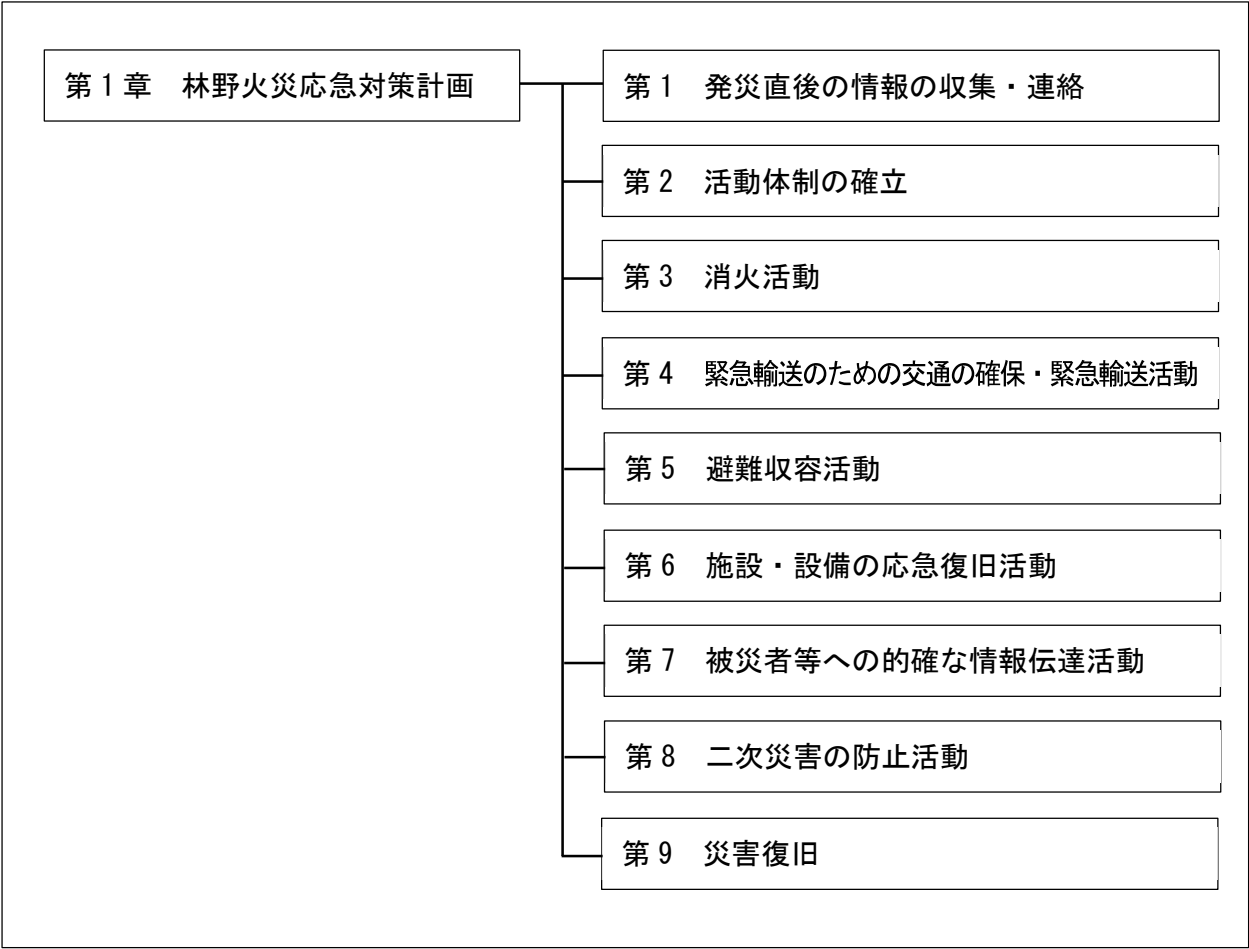 第1章　林野火災応急対策計画
第1　発災直後の情報の収集・連絡
第2　活動体制の確立
第3　消火活動
第4　緊急輸送のための交通の確保・緊急輸送活動
第5　避難収容活動
第6　施設・設備の応急復旧活動
第7　被災者等への的確な情報伝達活動
第8　二次災害の防止活動
第9　災害復旧